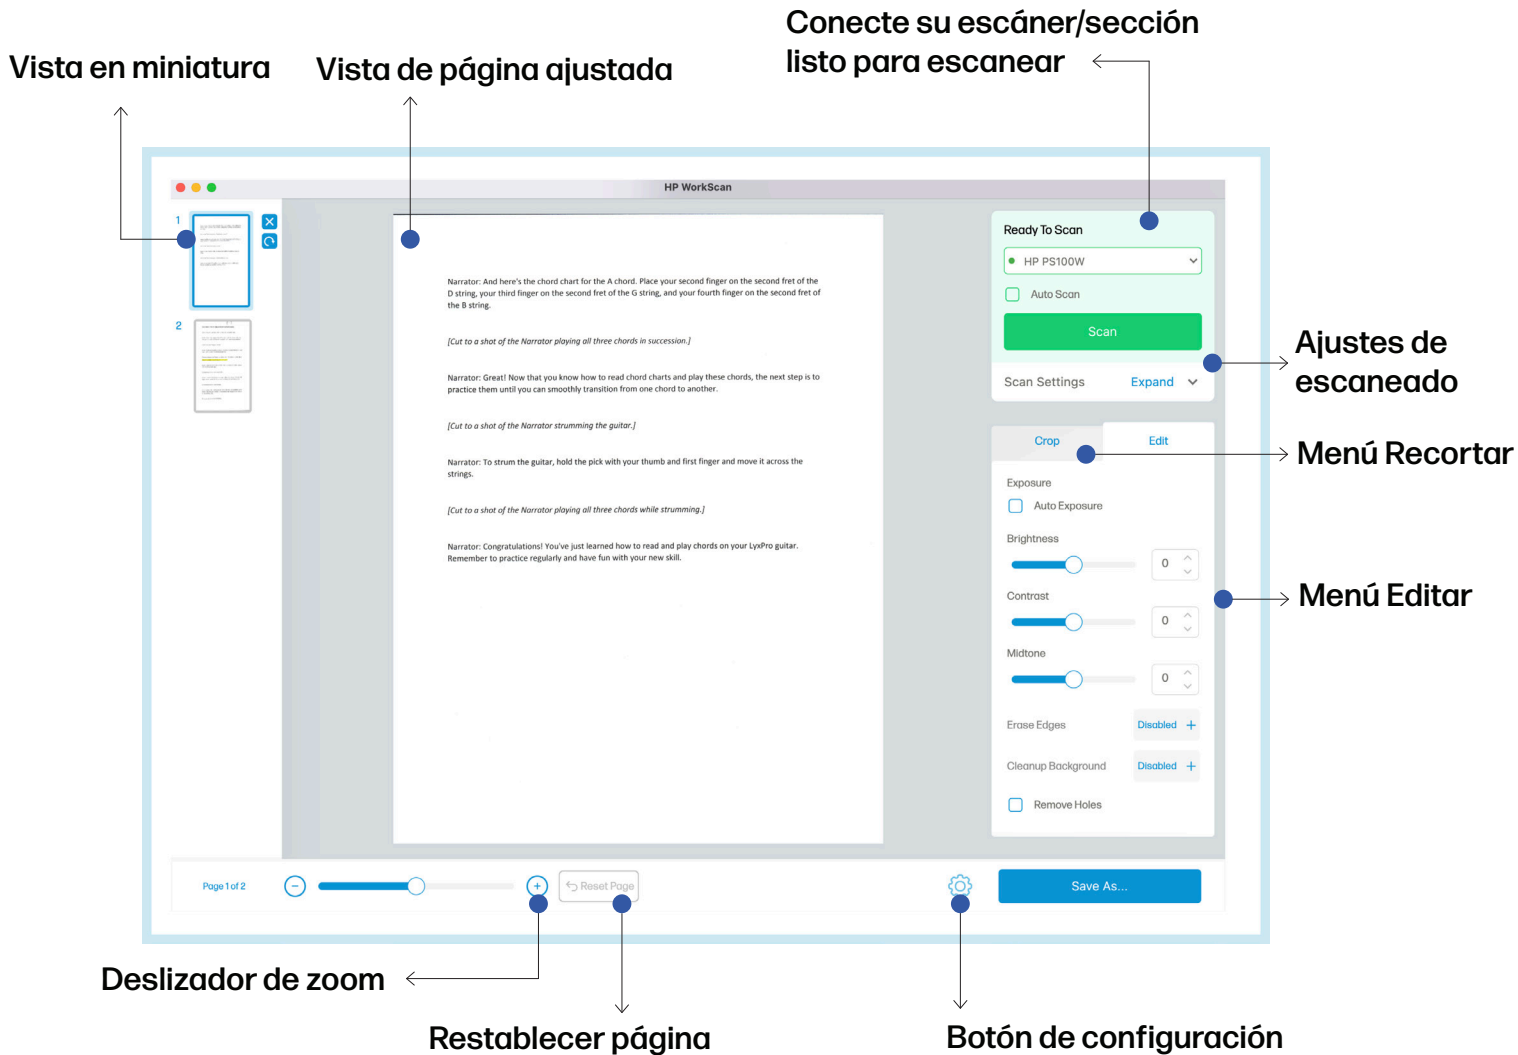 Conecte su escáner/sección
listo para escanear
Vista en miniatura
Vista de página ajustada
HP WorkScan
1
2
Narrator: And here's the chord chart for the A chord. Place your second finger on the second fret of the
D string, your third finger on the second fret of the G string, and your fourth finger on the second fret of
the B string.
[Cut to a shot of the Narrator playing all three chords in succession.]
Narrator: Great! Now that you know how to read chord charts and play these chords, the next step is to
practice them until you can smoothly transition from one chord to another.
[Cut to a shot of the Narrator strumming the guitar.]
Narrator: To strum the guitar, hold the pick with your thumb and first finger and move it across the
strings.
[Cut to a shot of the Narrator playing all three chords while strumming.]
Narrator: Congratulations! You've just learned how to read and play chords on your LyxPro guitar.
Remember to practice regularly and have fun with your new skill.
Ready To Scan
HP PS100W
Auto Scan
Scan
Scan Settings Expand
Ajustes de
escaneado
Crop Edit
Menú Recortar
Exposure
Auto Exposure
Brightness
0
Contrast
0
Menú Editar
Midtone
0
Erase Edges Disabled +
Cleanup Background Disabled +
Remove Holes
Page 1 of 2
Reset Page
Save As...
Deslizador de zoom
Restablecer página
Botón de configuración